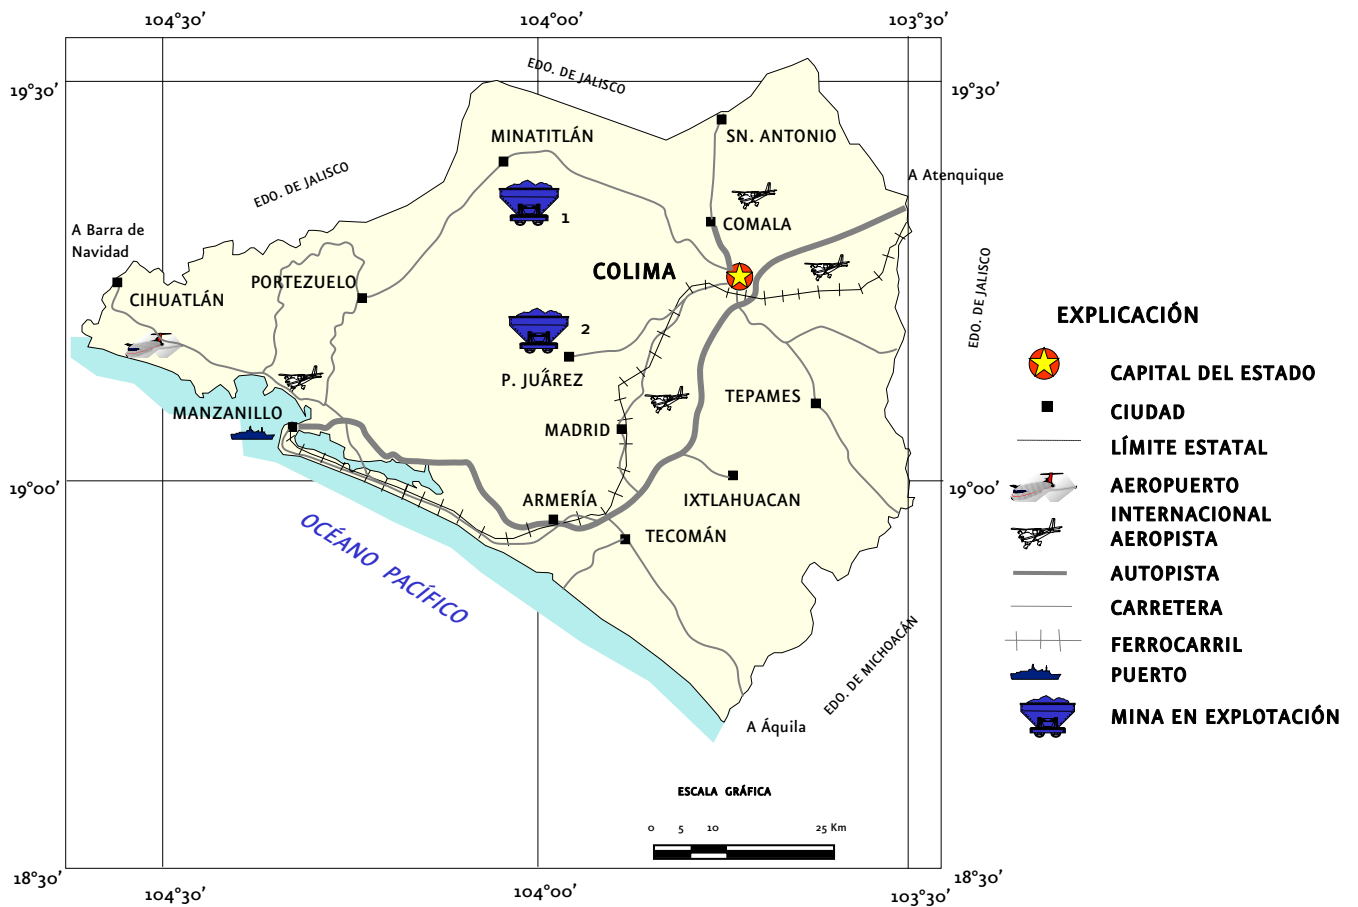 104°30'
104°00'
103°30'
19°30'
19°30'
EDO. DE JALISCO
MINATITLÁN
SN. ANTONIO
A Atenquique
EDO. DE JALISCO
1
COMALA
A Barra de
Navidad
COLIMA
EDO. DE JALISCO
PORTEZUELO
CIHUATLÁN
2
P. JUÁREZ
TEPAMES
MANZANILLO
MADRID
19°00'
19°00'
ARMERÍA
IXTLAHUACAN
TECOMÁN
OCÉANO PACÍFICO
EDO. DE MICHOACÁN
A Áquila
EXPLICACIÓN
CAPITAL DEL ESTADO
CIUDAD
LÍMITE ESTATAL
AEROPUERTO
INTERNACIONAL
AEROPISTA
AUTOPISTA
CARRETERA
FERROCARRIL
PUERTO
MINA EN EXPLOTACIÓN
ESCALA GRÁFICA
0 5 10 25 Km
18°30'
18°30'
104°30'
104°00'
103°30'